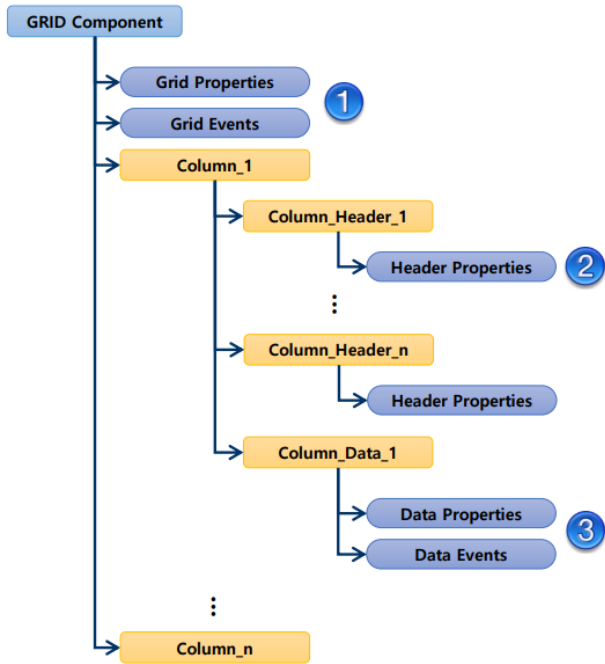 GRID Component
Grid Properties
1
Grid Events
Column_1
Column_Header_1
Header Properties
2
⋮
Column_Header_n
Header Properties
Column_Data_1
Data Properties
3
Data Events
⋮
Column_n